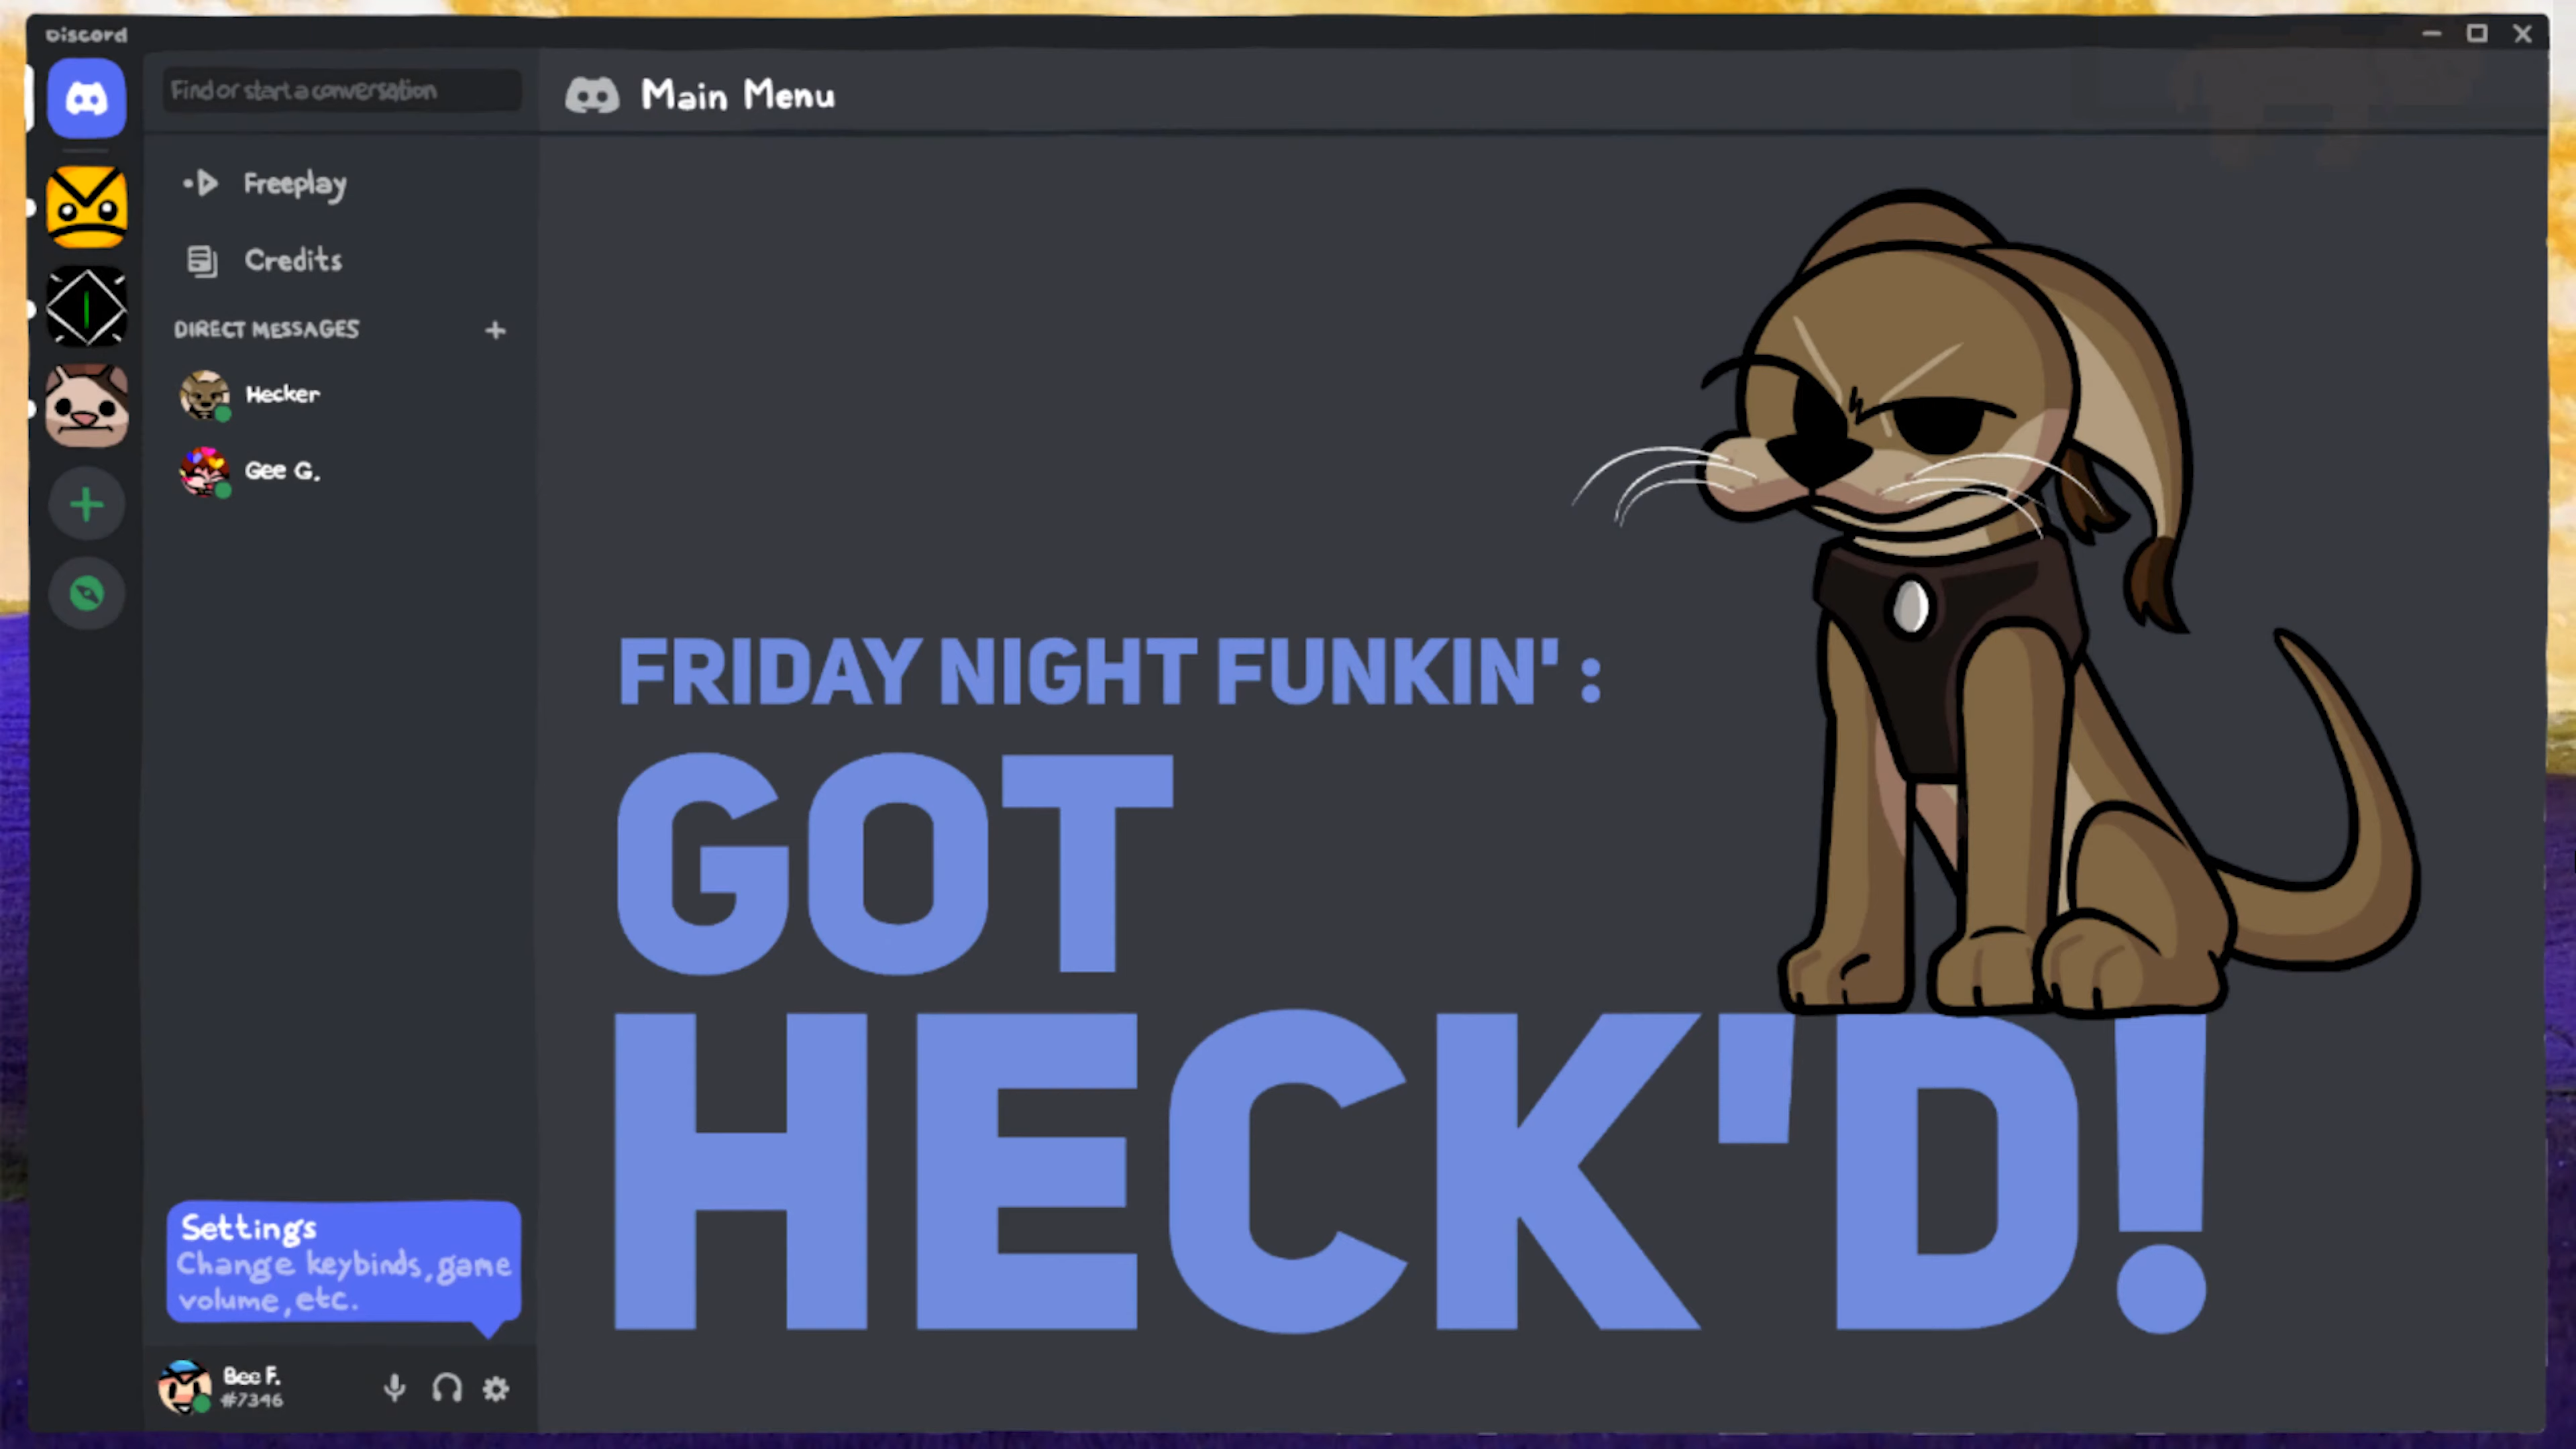 Discord
Find or start a conversation
Main Menu
Freeplay
Credits
DIRECT MESSAGES
Hecker
Gee G.
FRIDAY NIGHT FUNKIN' :
GOT
HECK'D!
Settings
Change keybinds, game
volume, etc.
Bee F.
#7346